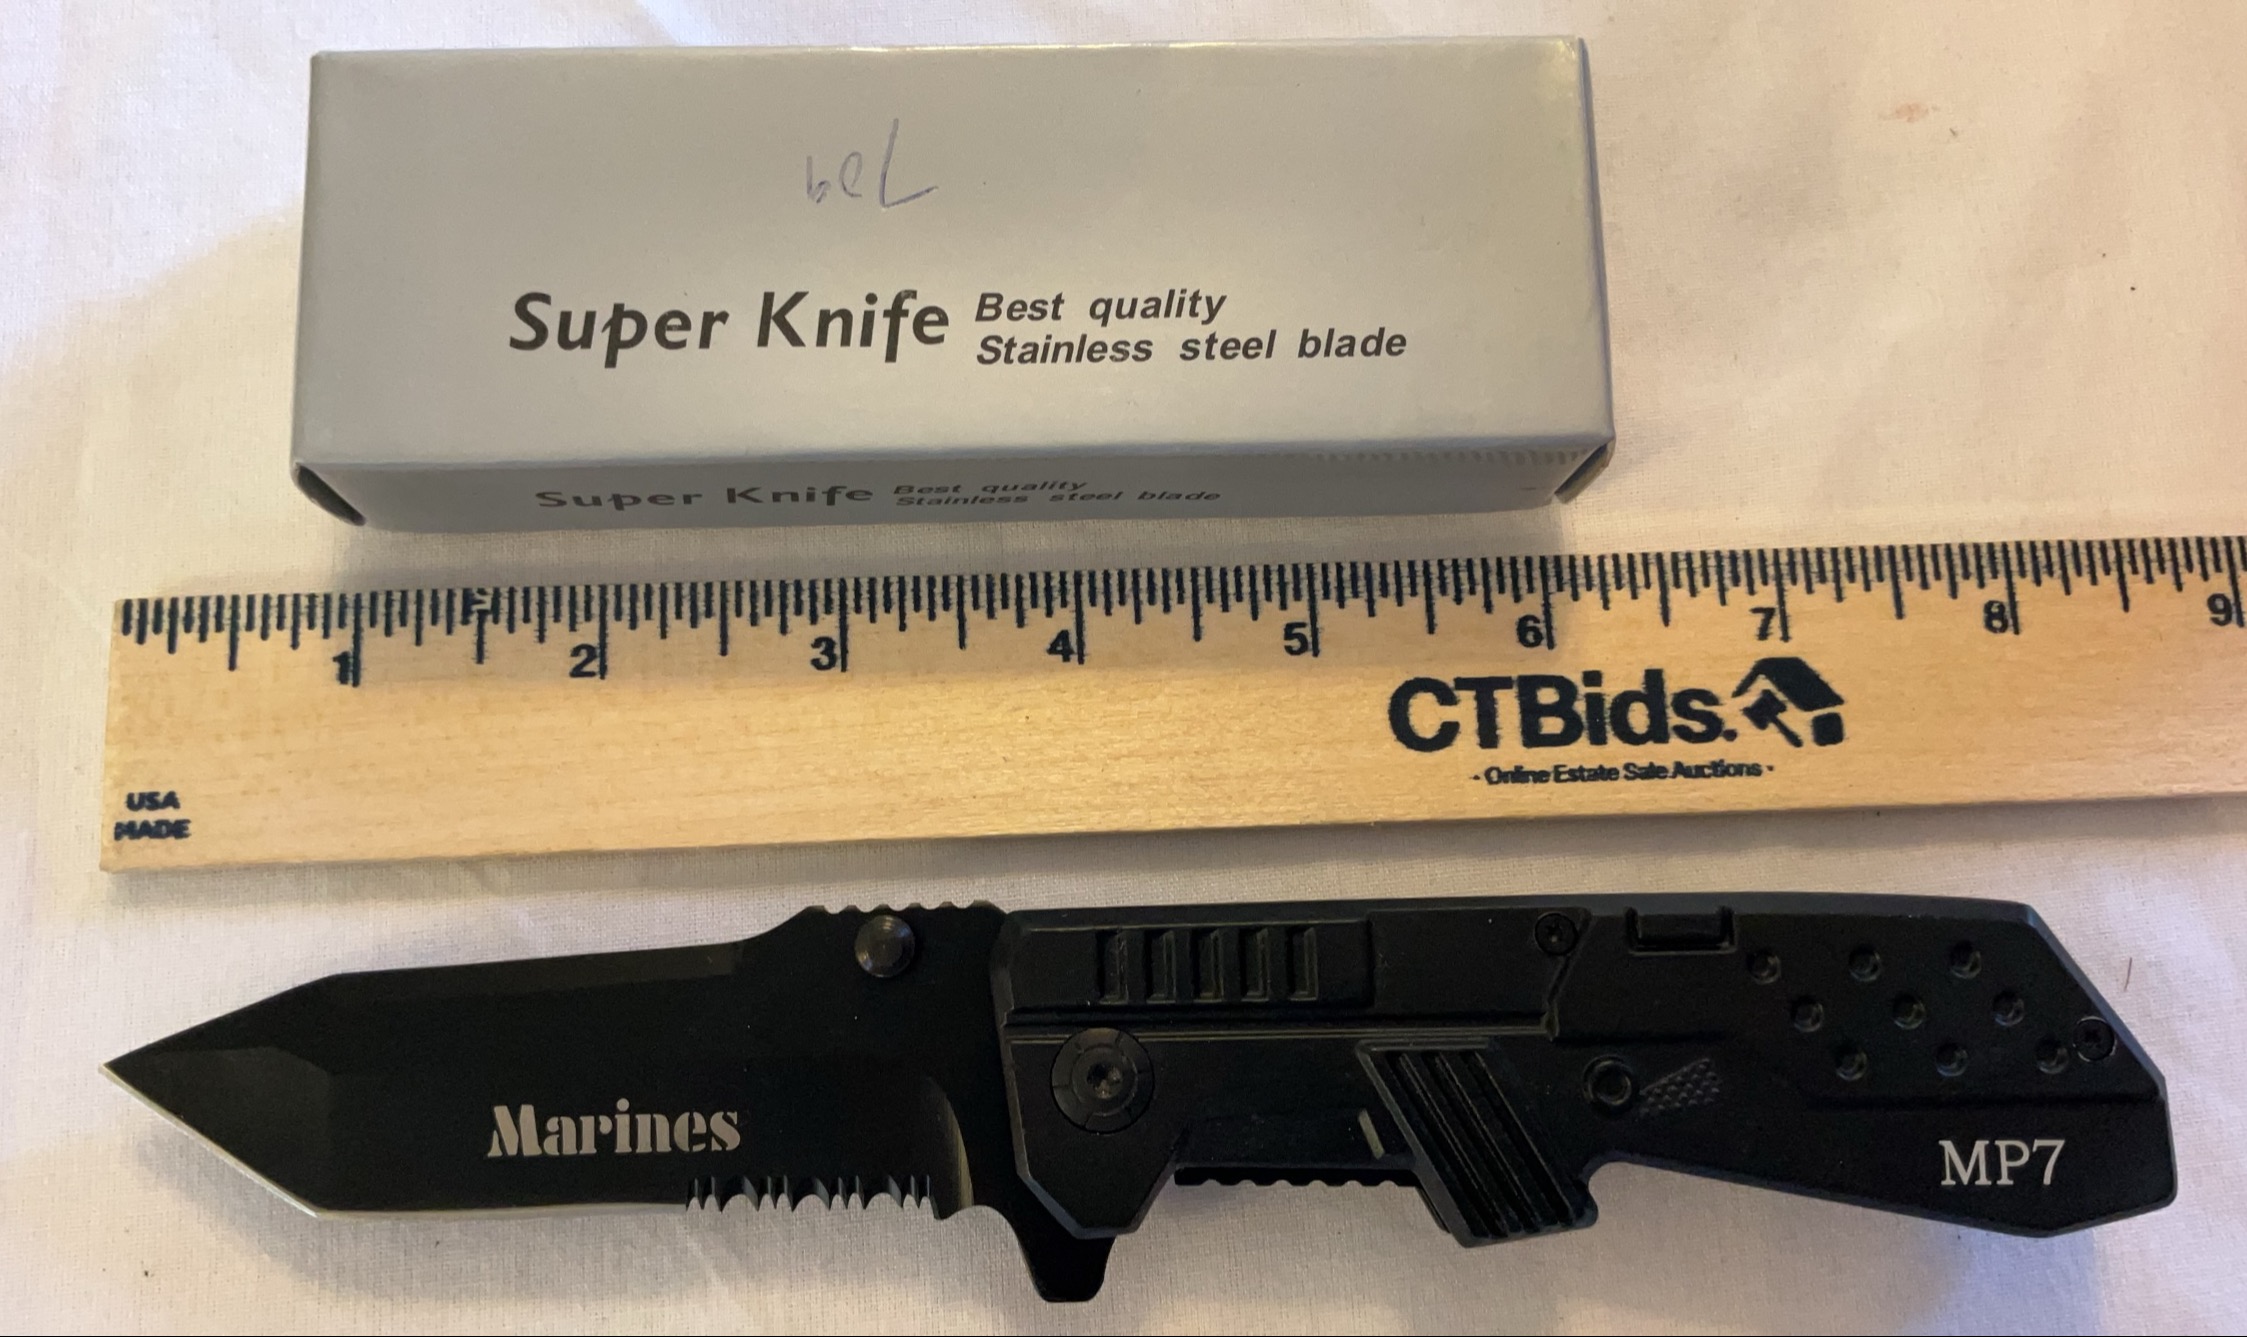 Super Knife Best quality
Stainless steel blade
Super Knife Best quality
Stainless steel blade
1 2 3 4 5 6 7 8 9
CTBids.
- Online Estate Sale Auctions -
USA
MADE
Marines
MP7